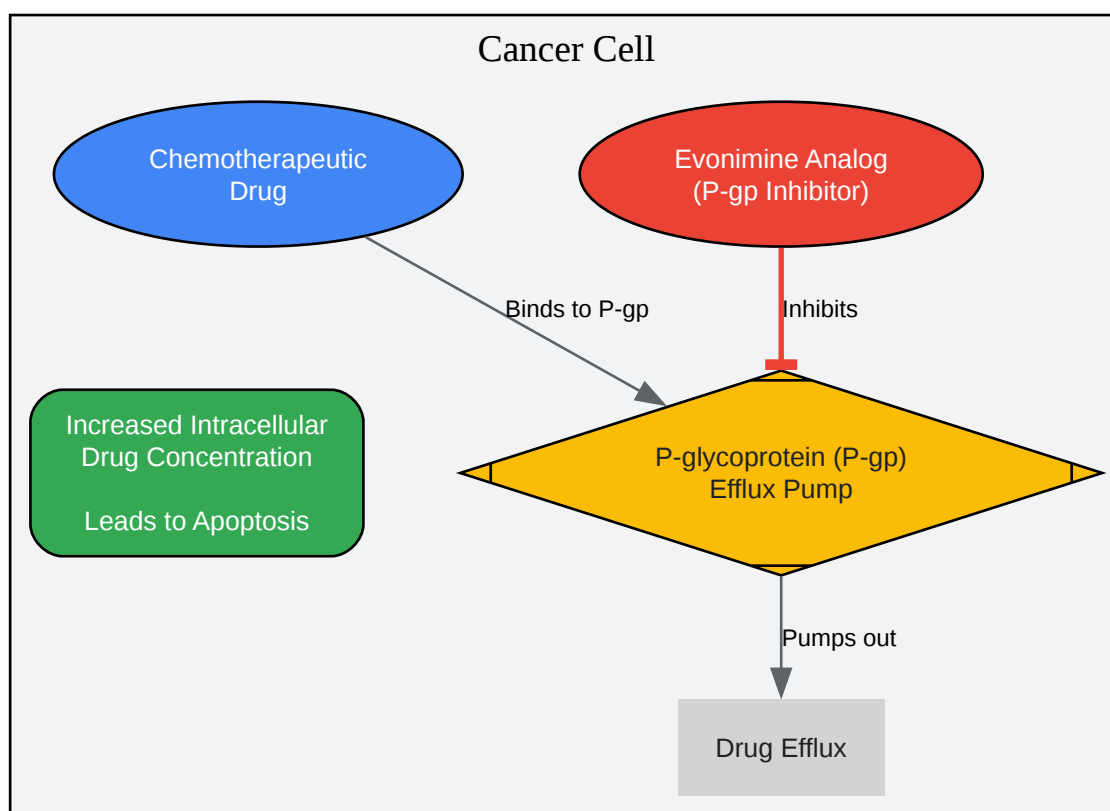 Cancer Cell
Chemotherapeutic
Drug
Evonimine Analog
(P-gp Inhibitor)
Binds to P-gp
Inhibits
Increased Intracellular
Drug Concentration
Leads to Apoptosis
P-glycoprotein (P-gp)
Efflux Pump
Pumps out
Drug Efflux